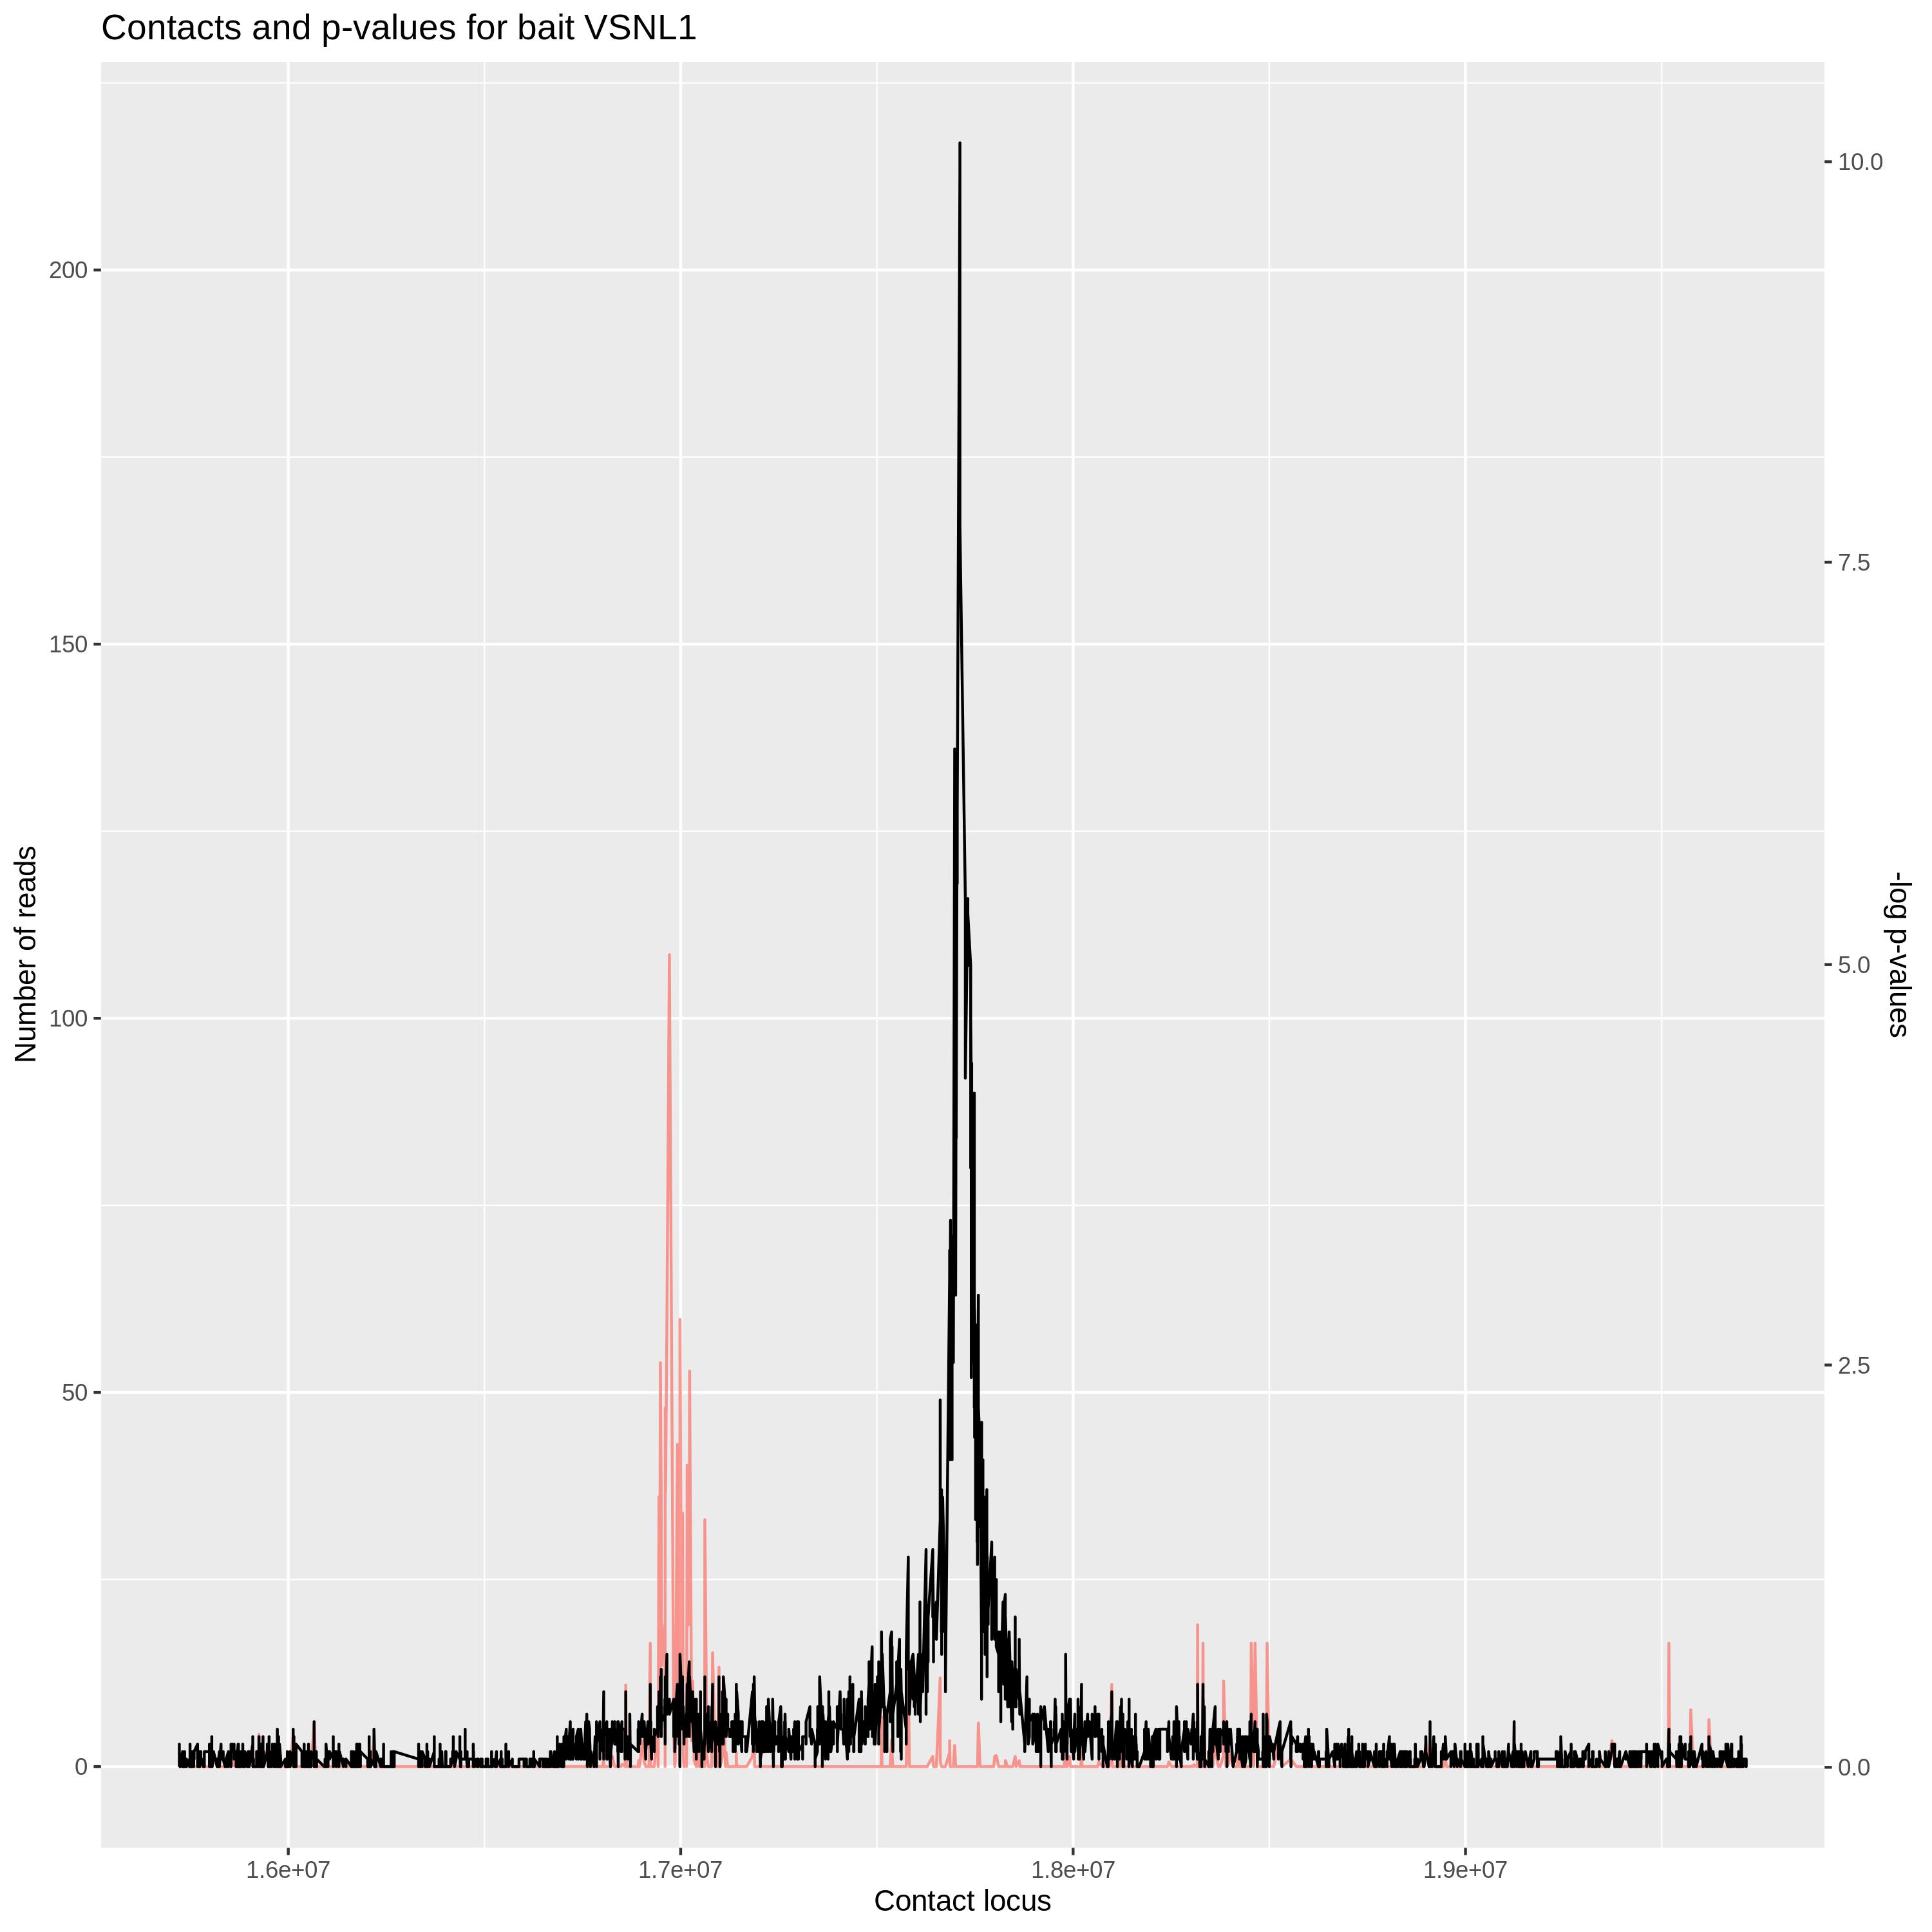 Contacts and p-values for bait VSNL1
Number of reads
200
150
100
50
0
10.0
7.5
5.0
2.5
0.0
-log p-values
1.6e+07
1.7e+07
1.8e+07
1.9e+07
Contact locus